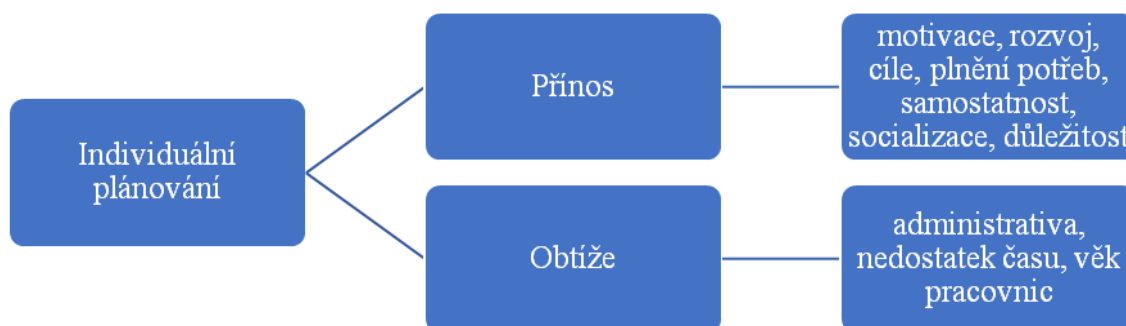 Individuální
plánování
Přínos
motivace, rozvoj,
cíle, plnění potřeb,
samostatnost,
socializace, důležitost
Obtíže
administrativa,
nedostatek času, věk
pracovnic